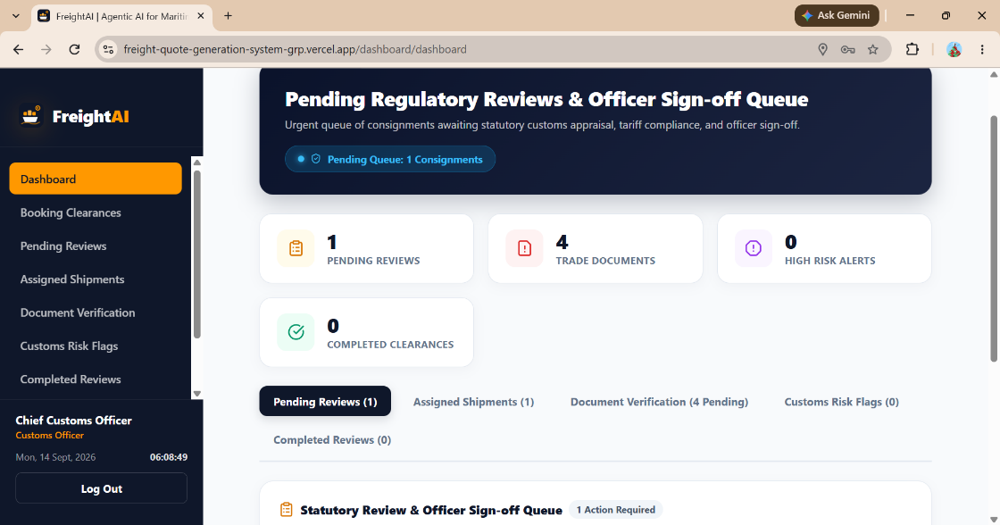 FreightAI | Agentic AI for Maritim
Ask Gemini
freight-quote-generation-system-grp.vercel.app/dashboard/dashboard
FreightAI
Dashboard
Booking Clearances
Pending Reviews
Assigned Shipments
Document Verification
Customs Risk Flags
Completed Reviews
Chief Customs Officer
Customs Officer
Mon, 14 Sept, 2026 06:08:49
Log Out
Pending Regulatory Reviews & Officer Sign-off Queue
Urgent queue of consignments awaiting statutory customs appraisal, tariff compliance, and officer sign-off.
Pending Queue: 1 Consignments
1
PENDING REVIEWS
4
TRADE DOCUMENTS
0
HIGH RISK ALERTS
0
COMPLETED CLEARANCES
Pending Reviews (1) Assigned Shipments (1) Document Verification (4 Pending) Customs Risk Flags (0)
Completed Reviews (0)
Statutory Review & Officer Sign-off Queue 1 Action Required